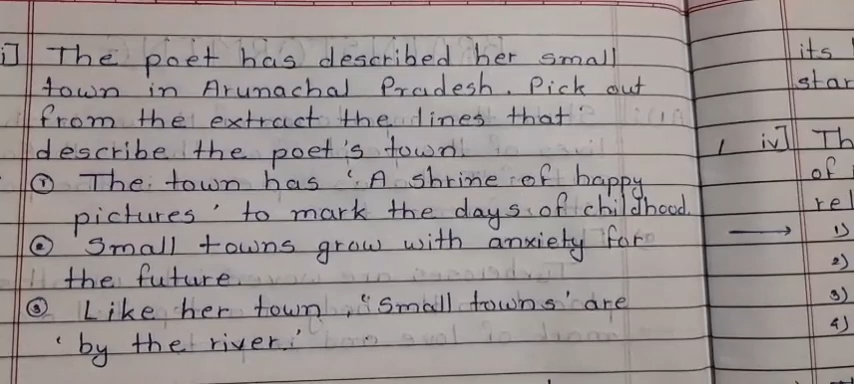 i] The poet has described her small
town in Arunachal Pradesh. Pick out
from the extract the lines that
describe the poet's town.
① The town has 'A shrine of happy
pictures' to mark the days of childhood.
② Small towns grow with anxiety for
the future.
③ Like her town, 'Small towns' are
'by the river.'
its
star
iv] Th
of
rel
→ 1)
2)
3)
4)